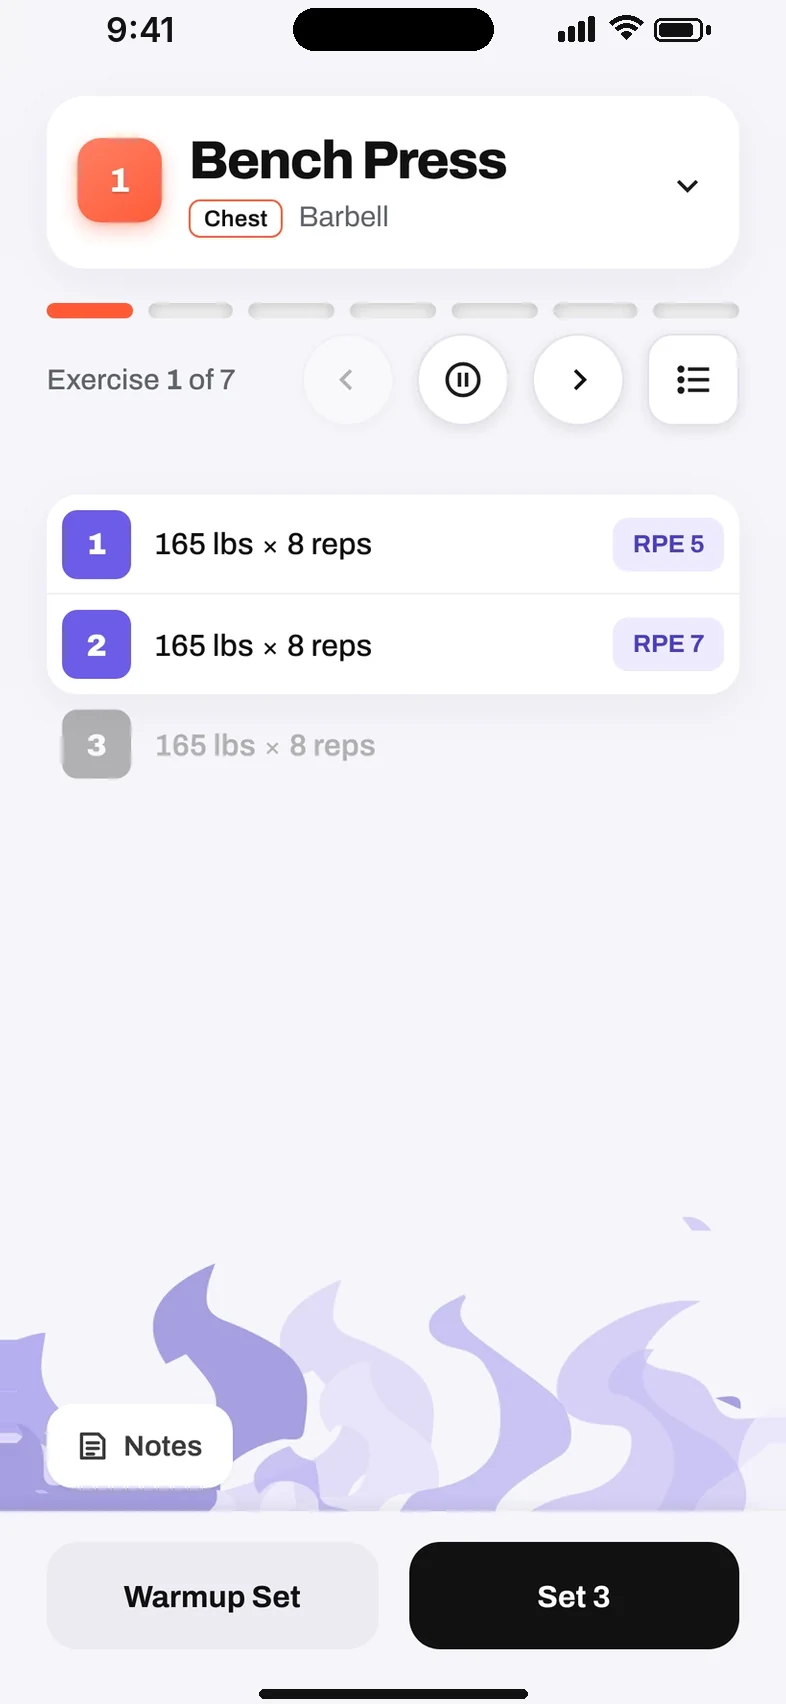 9:41
1
Bench Press
Chest Barbell
Exercise 1 of 7
1 165 lbs × 8 reps RPE 5
2 165 lbs × 8 reps RPE 7
3 165 lbs × 8 reps
Notes
Warmup Set Set 3